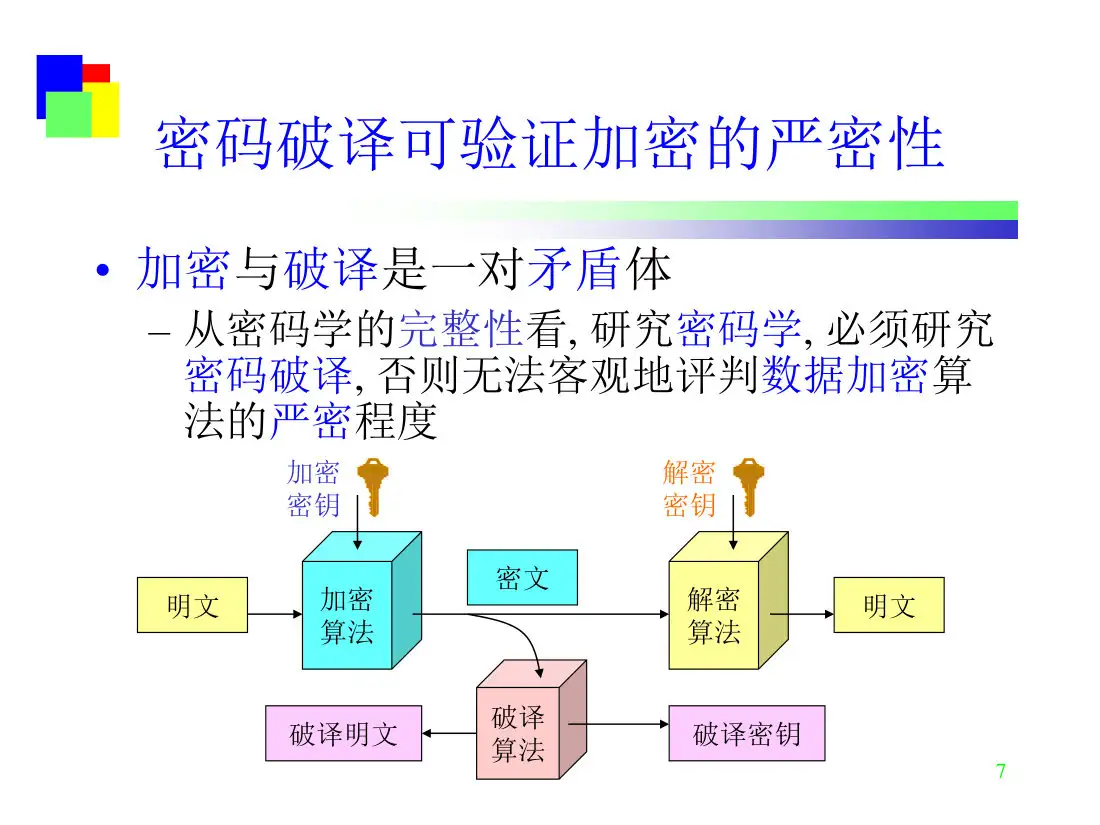 密码破译可验证加密的严密性
• 加密与破译是一对矛盾体
– 从密码学的完整性看, 研究密码学, 必须研究
密码破译, 否则无法客观地评判数据加密算
法的严密程度
加密
密钥
解密
密钥
明文
加密
算法
密文
解密
算法
明文
破译明文
破译
算法
破译密钥
7